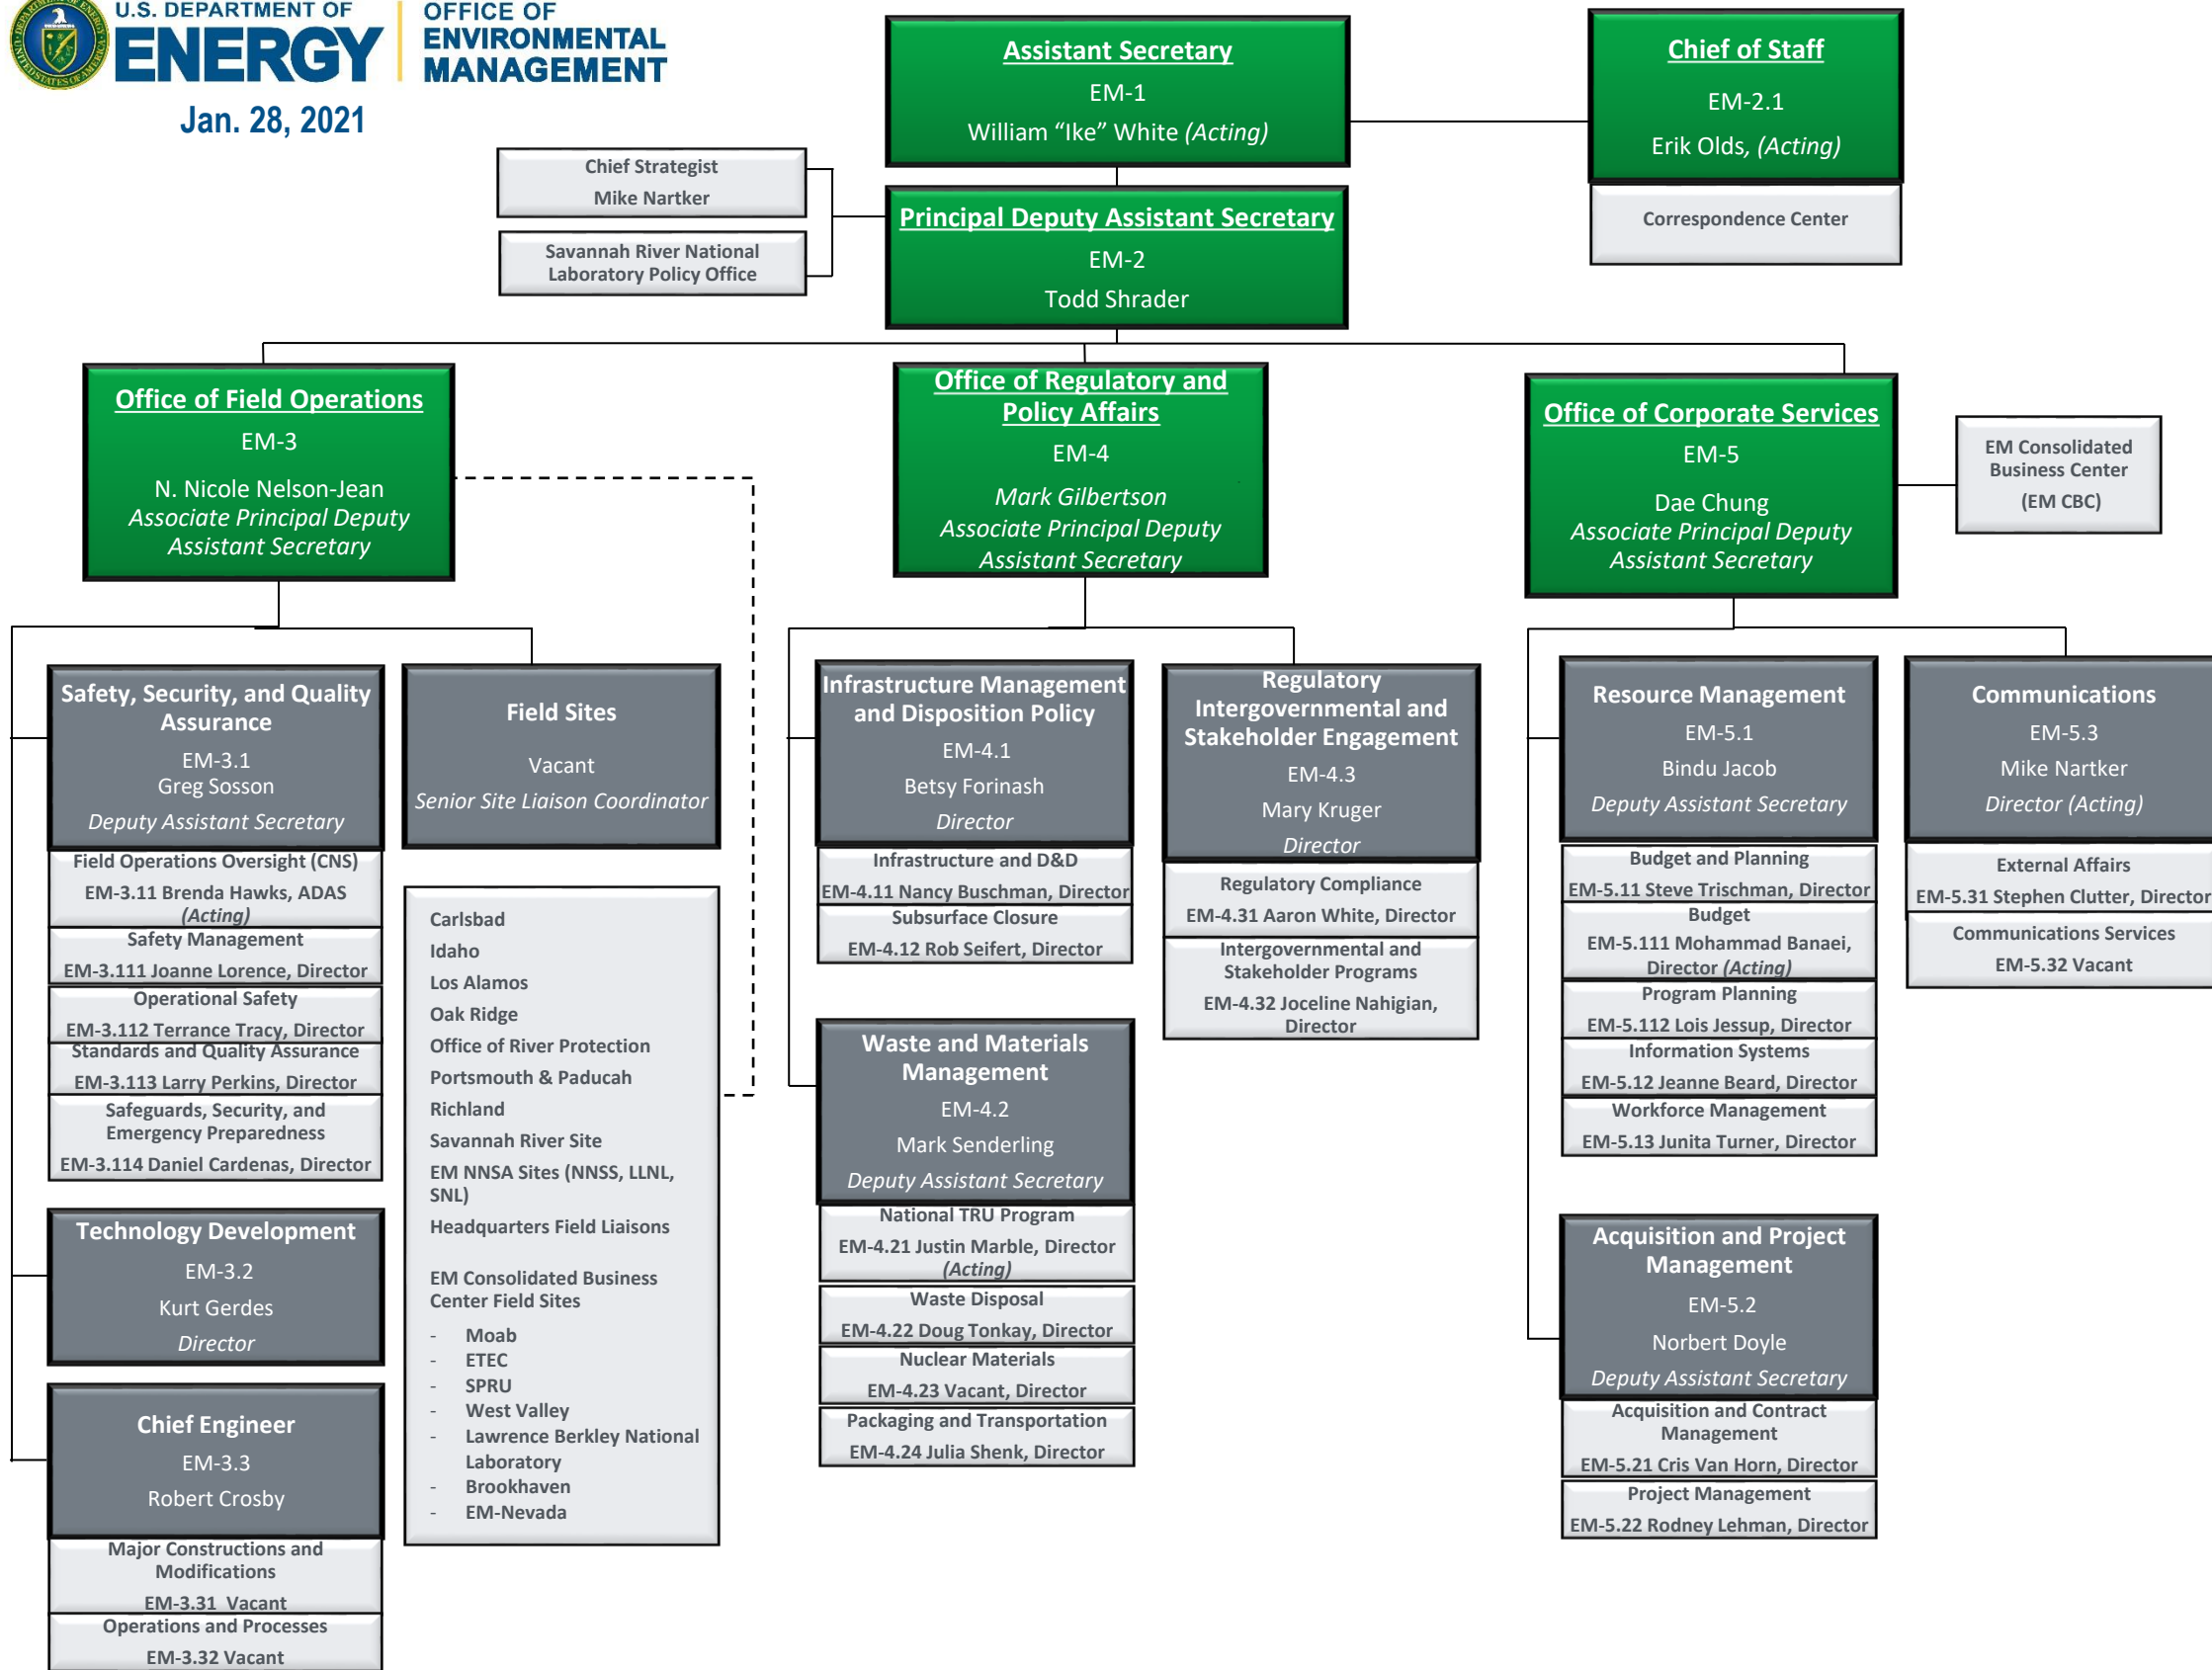 U.S. DEPARTMENT OF
ENERGY
OFFICE OF
ENVIRONMENTAL
MANAGEMENT
Jan. 28, 2021
Assistant Secretary
EM-1
William “Ike” White (Acting)
Chief of Staff
EM-2.1
Erik Olds, (Acting)
Correspondence Center
Chief Strategist
Mike Nartker
Savannah River National
Laboratory Policy Office
Principal Deputy Assistant Secretary
EM-2
Todd Shrader
Office of Field Operations
EM-3
N. Nicole Nelson-Jean
Associate Principal Deputy
Assistant Secretary
Office of Regulatory and
Policy Affairs
EM-4
Mark Gilbertson
Associate Principal Deputy
Assistant Secretary
Office of Corporate Services
EM-5
Dae Chung
Associate Principal Deputy
Assistant Secretary
EM Consolidated
Business Center
(EM CBC)
Safety, Security, and Quality
Assurance
EM-3.1
Greg Sosson
Deputy Assistant Secretary
Field Operations Oversight (CNS)
EM-3.11 Brenda Hawks, ADAS
(Acting)
Safety Management
EM-3.111 Joanne Lorence, Director
Operational Safety
EM-3.112 Terrance Tracy, Director
Standards and Quality Assurance
EM-3.113 Larry Perkins, Director
Safeguards, Security, and
Emergency Preparedness
EM-3.114 Daniel Cardenas, Director
Technology Development
EM-3.2
Kurt Gerdes
Director
Chief Engineer
EM-3.3
Robert Crosby
Major Constructions and
Modifications
EM-3.31 Vacant
Operations and Processes
EM-3.32 Vacant
Field Sites
Vacant
Senior Site Liaison Coordinator
Carlsbad
Idaho
Los Alamos
Oak Ridge
Office of River Protection
Portsmouth & Paducah
Richland
Savannah River Site
EM NNSA Sites (NNSS, LLNL,
SNL)
Headquarters Field Liaisons
EM Consolidated Business
Center Field Sites
- Moab
- ETEC
- SPRU
- West Valley
- Lawrence Berkley National
Laboratory
- Brookhaven
- EM-Nevada
Infrastructure Management
and Disposition Policy
EM-4.1
Betsy Forinash
Director
Infrastructure and D&D
EM-4.11 Nancy Buschman, Director
Subsurface Closure
EM-4.12 Rob Seifert, Director
Waste and Materials
Management
EM-4.2
Mark Senderling
Deputy Assistant Secretary
National TRU Program
EM-4.21 Justin Marble, Director
(Acting)
Waste Disposal
EM-4.22 Doug Tonkay, Director
Nuclear Materials
EM-4.23 Vacant, Director
Packaging and Transportation
EM-4.24 Julia Shenk, Director
Regulatory
Intergovernmental and
Stakeholder Engagement
EM-4.3
Mary Kruger
Director
Regulatory Compliance
EM-4.31 Aaron White, Director
Intergovernmental and
Stakeholder Programs
EM-4.32 Joceline Nahigian,
Director
Resource Management
EM-5.1
Bindu Jacob
Deputy Assistant Secretary
Budget and Planning
EM-5.11 Steve Trischman, Director
Budget
EM-5.111 Mohammad Banaei,
Director (Acting)
Program Planning
EM-5.112 Lois Jessup, Director
Information Systems
EM-5.12 Jeanne Beard, Director
Workforce Management
EM-5.13 Junita Turner, Director
Acquisition and Project
Management
EM-5.2
Norbert Doyle
Deputy Assistant Secretary
Acquisition and Contract
Management
EM-5.21 Cris Van Horn, Director
Project Management
EM-5.22 Rodney Lehman, Director
Communications
EM-5.3
Mike Nartker
Director (Acting)
External Affairs
EM-5.31 Stephen Clutter, Director
Communications Services
EM-5.32 Vacant